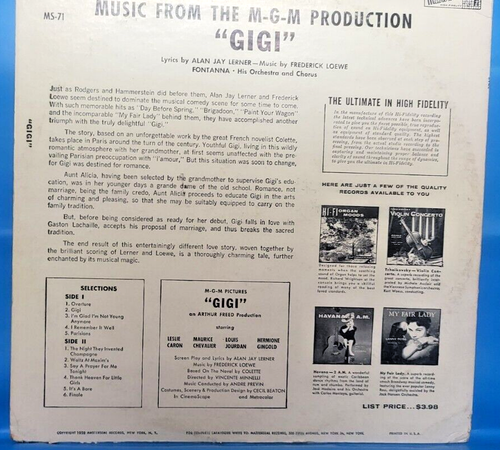 MS-71
MUSIC FROM THE M-G-M PRODUCTION
"GIGI"
Lyrics by ALAN JAY LERNER—Music by FREDERICK LOEWE
FONTANNA · His Orchestra and Chorus
"GIGI"
Just as Rodgers and Hammerstein did before them, Alan Jay Lerner and Frederick
Loewe seem destined to dominate the musical comedy scene for some time to come.
With such memorable hits as "Day Before Spring," "Brigadoon," "Paint Your Wagon"
and the incomparable "My Fair Lady" behind them, they have accomplished another
triumph with the truly delightful "Gigi."
The story, based on an unforgettable work by the great French novelist Colette,
takes place in Paris around the turn of the century. Youthful Gigi, living in this wildly
romantic atmosphere with her grandmother, at first seems unaffected with the pre-
vailing Parisian preoccupation with "l'amour." But this situation was soon to change,
for Gigi was destined for romance.
Aunt Alicia, having been selected by the grandmother to supervise Gigi's edu-
cation, was in her younger days a grande dame of the old school. Romance, not
marriage, being the family credo, Aunt Alicia proceeds to educate Gigi in the arts
of charming and pleasing, so that she may be suitably equipped to carry on the
family tradition.
But, before being considered as ready for her debut, Gigi falls in love with
Gaston Lachaille, accepts his proposal of marriage, and thus breaks the sacred
tradition.
The end result of this entertainingly different love story, woven together by
the brilliant scoring of Lerner and Loewe, is a thoroughly charming tale, further
enchanted by its musical magic.
THE ULTIMATE IN HIGH FIDELITY
HERE ARE JUST A FEW OF THE QUALITY
RECORDS AVAILABLE TO YOU
HI-FI ORGAN
MOODS
VIOLIN CONCERTO
HAVANA 3 A.M.
MY FAIR LADY
SELECTIONS
SIDE I
1. Overture
2. Gigi
3. I'm Glad I'm Not Young
Anymore
4. I Remember It Well
5. Parisians
SIDE II
1. The Night They Invented
Champagne
2. Waltz At Maxim's
3. Say A Prayer For Me
Tonight
4. Thank Heaven For Little
Girls
5. It's A Bore
6. Finale
M-G-M PICTURES
"GIGI"
an ARTHUR FREED Production
starring
LESLIE MAURICE LOUIS HERMIONE
CARON CHEVALIER JOURDAN GINGOLD
Screen Play and Lyrics by ALAN JAY LERNER
Music by FREDERICK LOEWE
Based On The Novel by COLETTE
Directed by VINCENTE MINNELLI
Music Conducted by ANDRE PREVIN
Costumes, Scenery & Production Design by CECIL BEATON
In CinemaScope and Metrocolor
LIST PRICE...$3.98